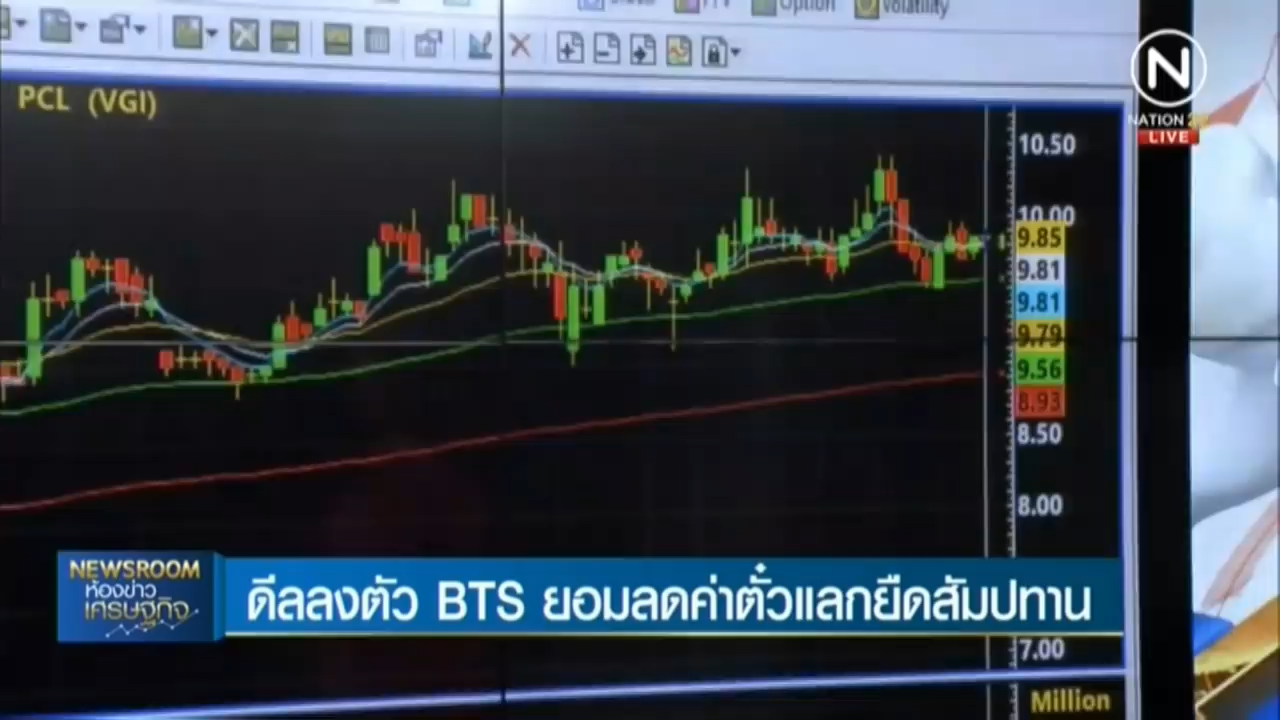 Option
Volatility
PCL (VGI)
N
NATION
LIVE
10.50
10.00
9.85
9.81
9.81
9.79
9.56
8.93
8.50
8.00
NEWSROOM
ห้องข่าว
เศรษฐกิจ
ดีลลงตัว BTS ยอมลดค่าตั๋วแลกยืดสัมปทาน
7.00
Million